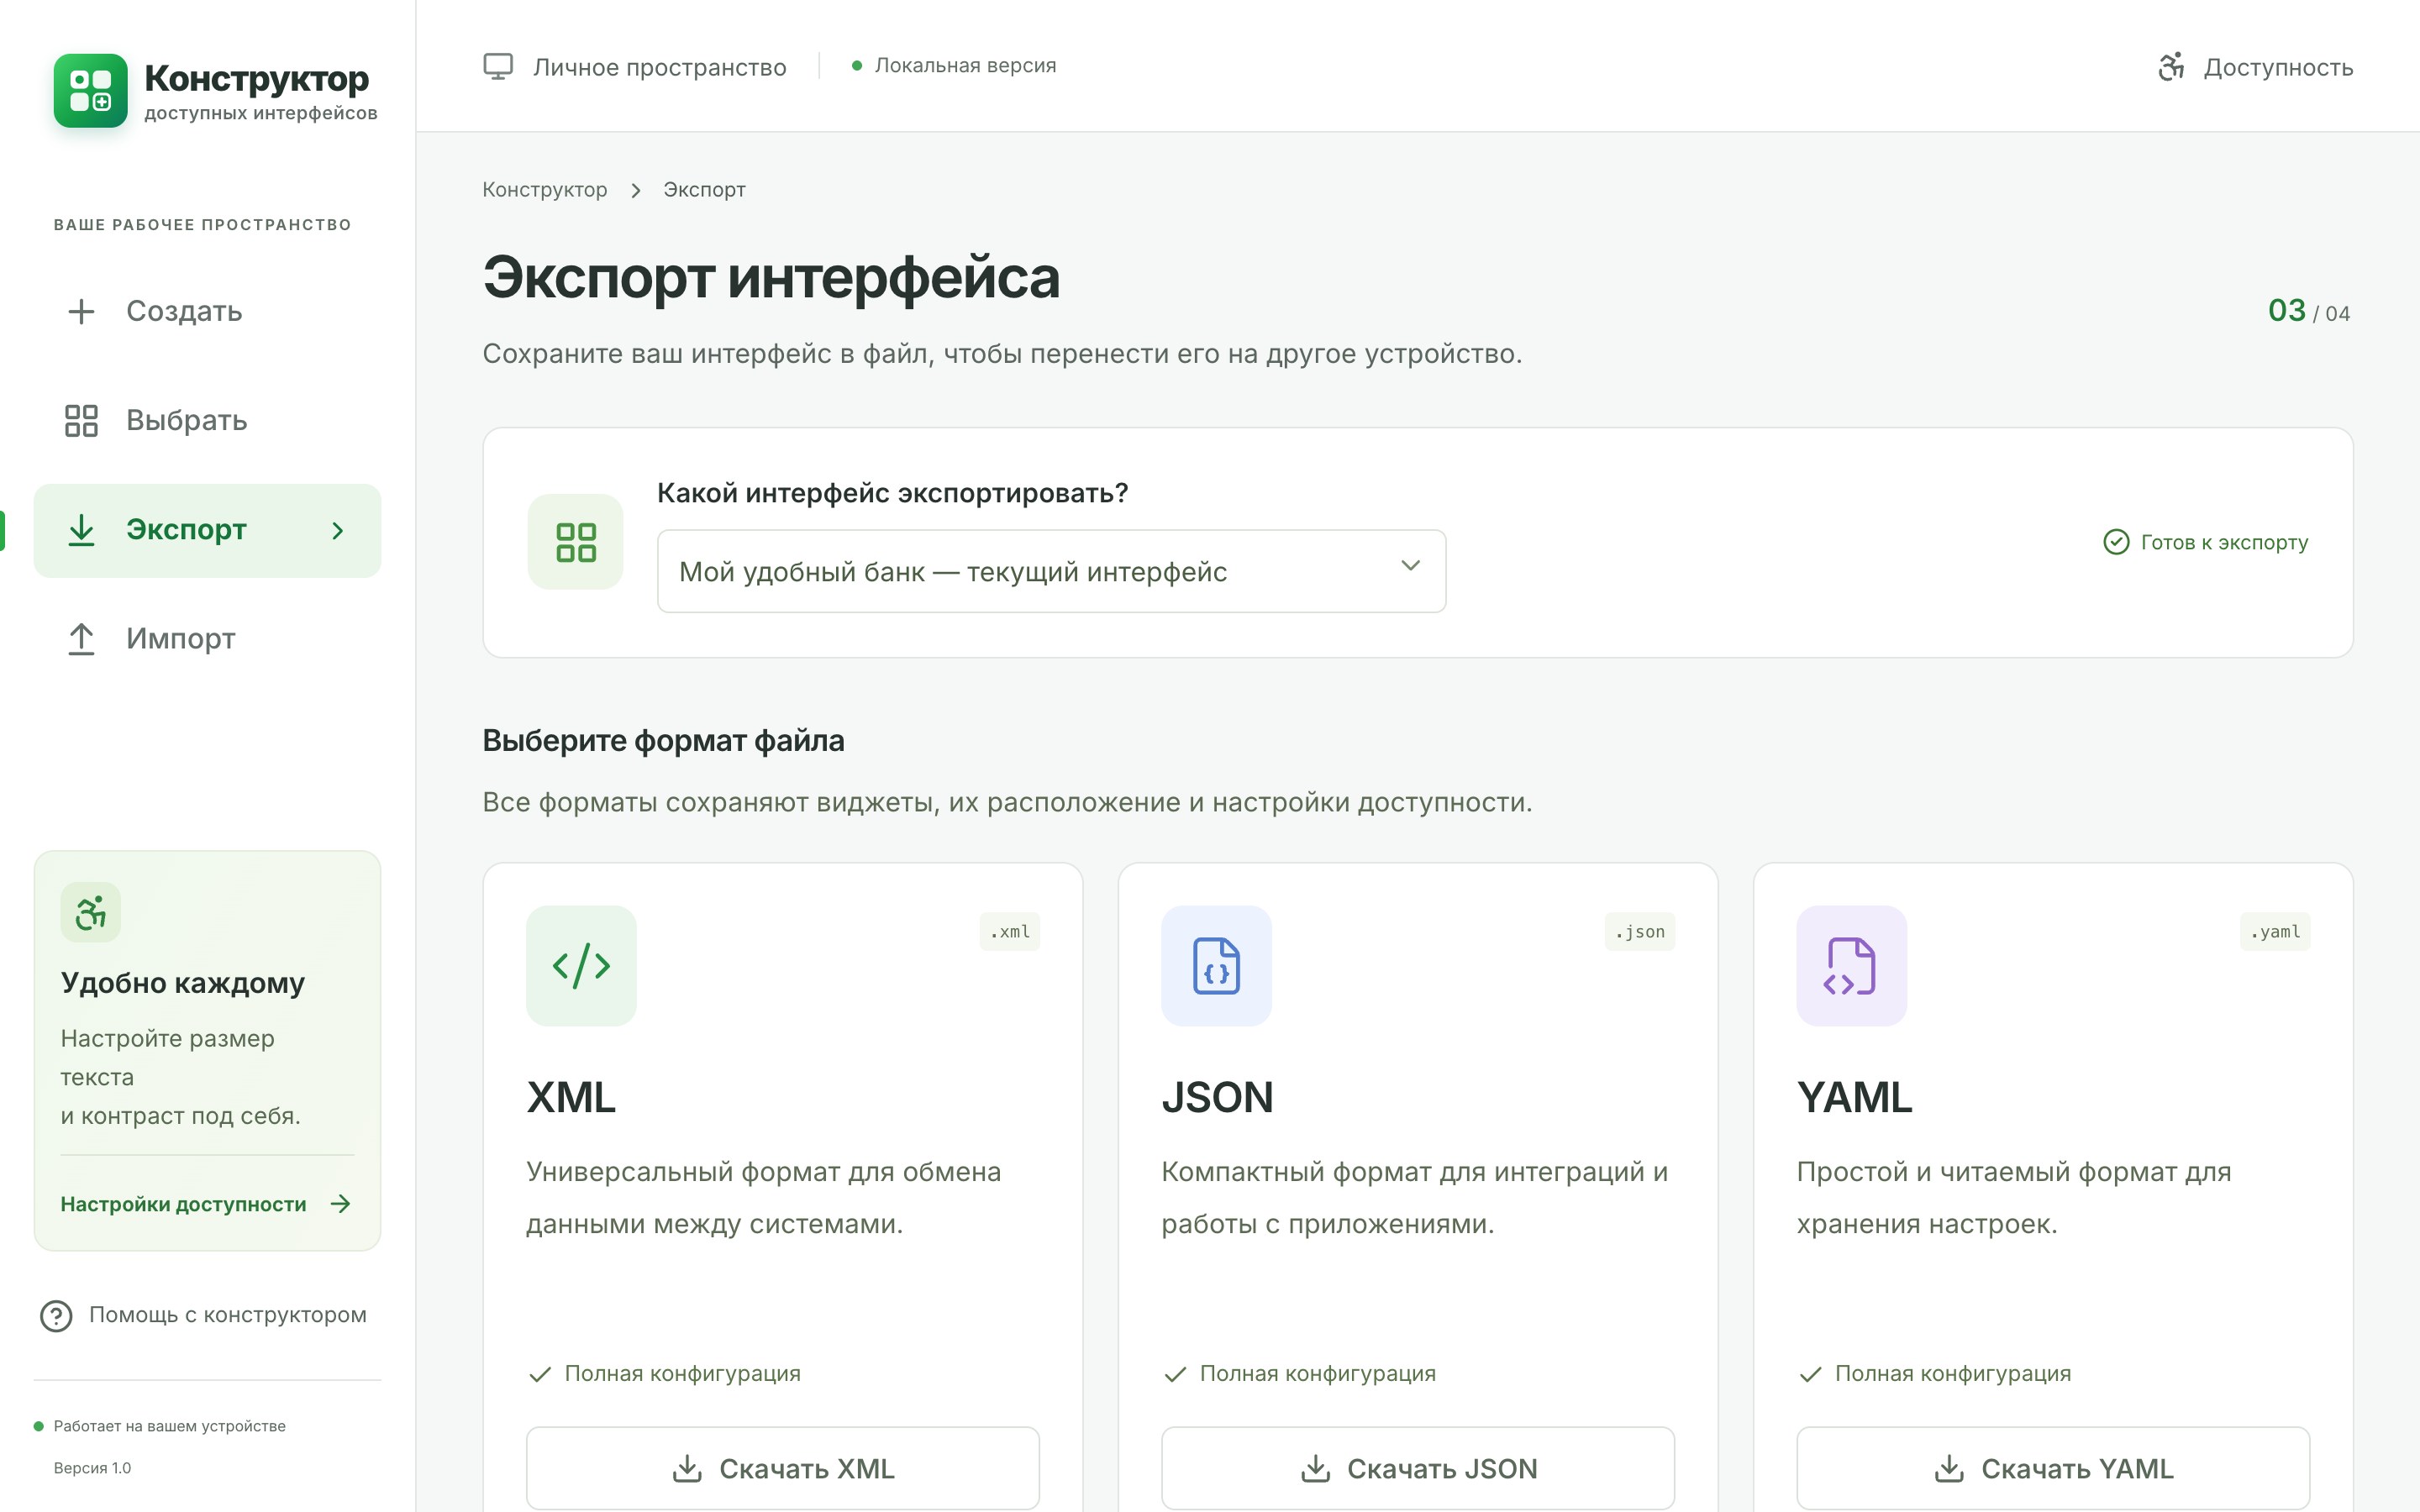 Конструктор
доступных интерфейсов
ВАШЕ РАБОЧЕЕ ПРОСТРАНСТВО
Создать
Выбрать
Экспорт
Импорт
Удобно каждому
Настройте размер
текста
и контраст под себя.
Настройки доступности
Помощь с конструктором
Работает на вашем устройстве
Версия 1.0
Личное пространство
Локальная версия
Доступность
Конструктор > Экспорт
Экспорт интерфейса
03 / 04
Сохраните ваш интерфейс в файл, чтобы перенести его на другое устройство.
Какой интерфейс экспортировать?
Мой удобный банк — текущий интерфейс
Готов к экспорту
Выберите формат файла
Все форматы сохраняют виджеты, их расположение и настройки доступности.
.xml
XML
Универсальный формат для обмена
данными между системами.
Полная конфигурация
Скачать XML
.json
JSON
Компактный формат для интеграций и
работы с приложениями.
Полная конфигурация
Скачать JSON
.yaml
YAML
Простой и читаемый формат для
хранения настроек.
Полная конфигурация
Скачать YAML